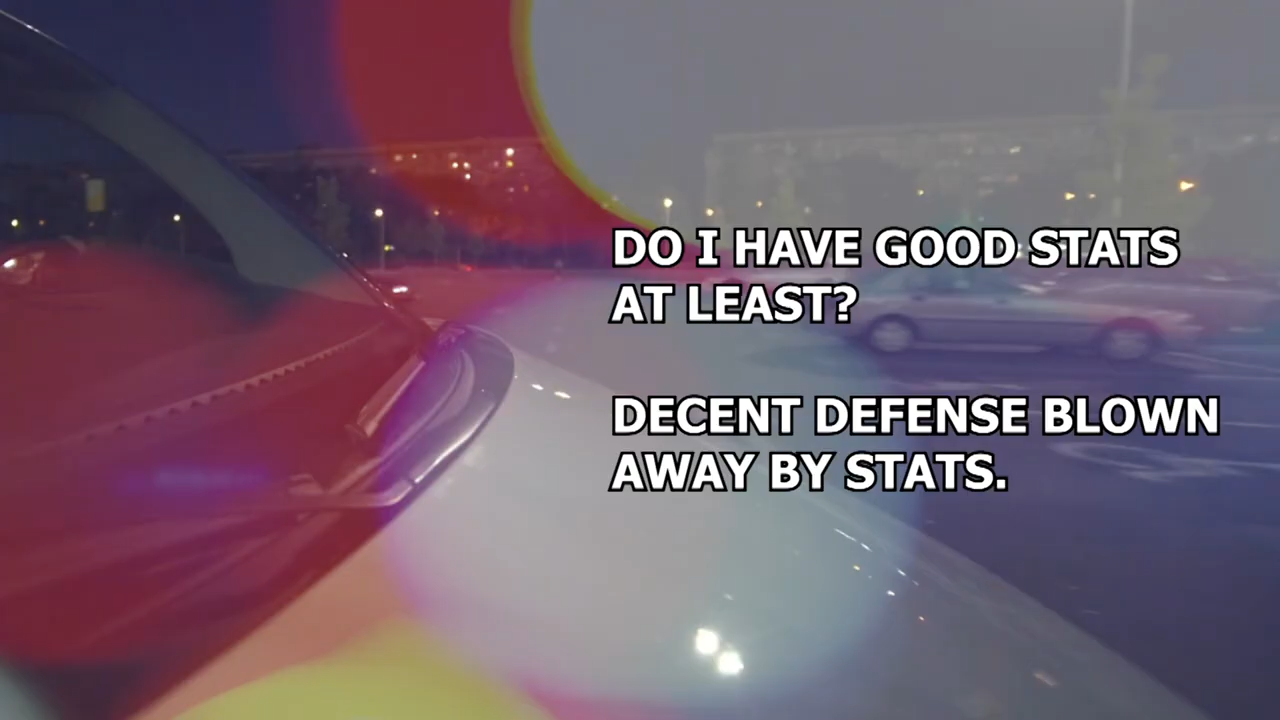 DO I HAVE GOOD STATS
AT LEAST?
DECENT DEFENSE BLOWN
AWAY BY STATS.